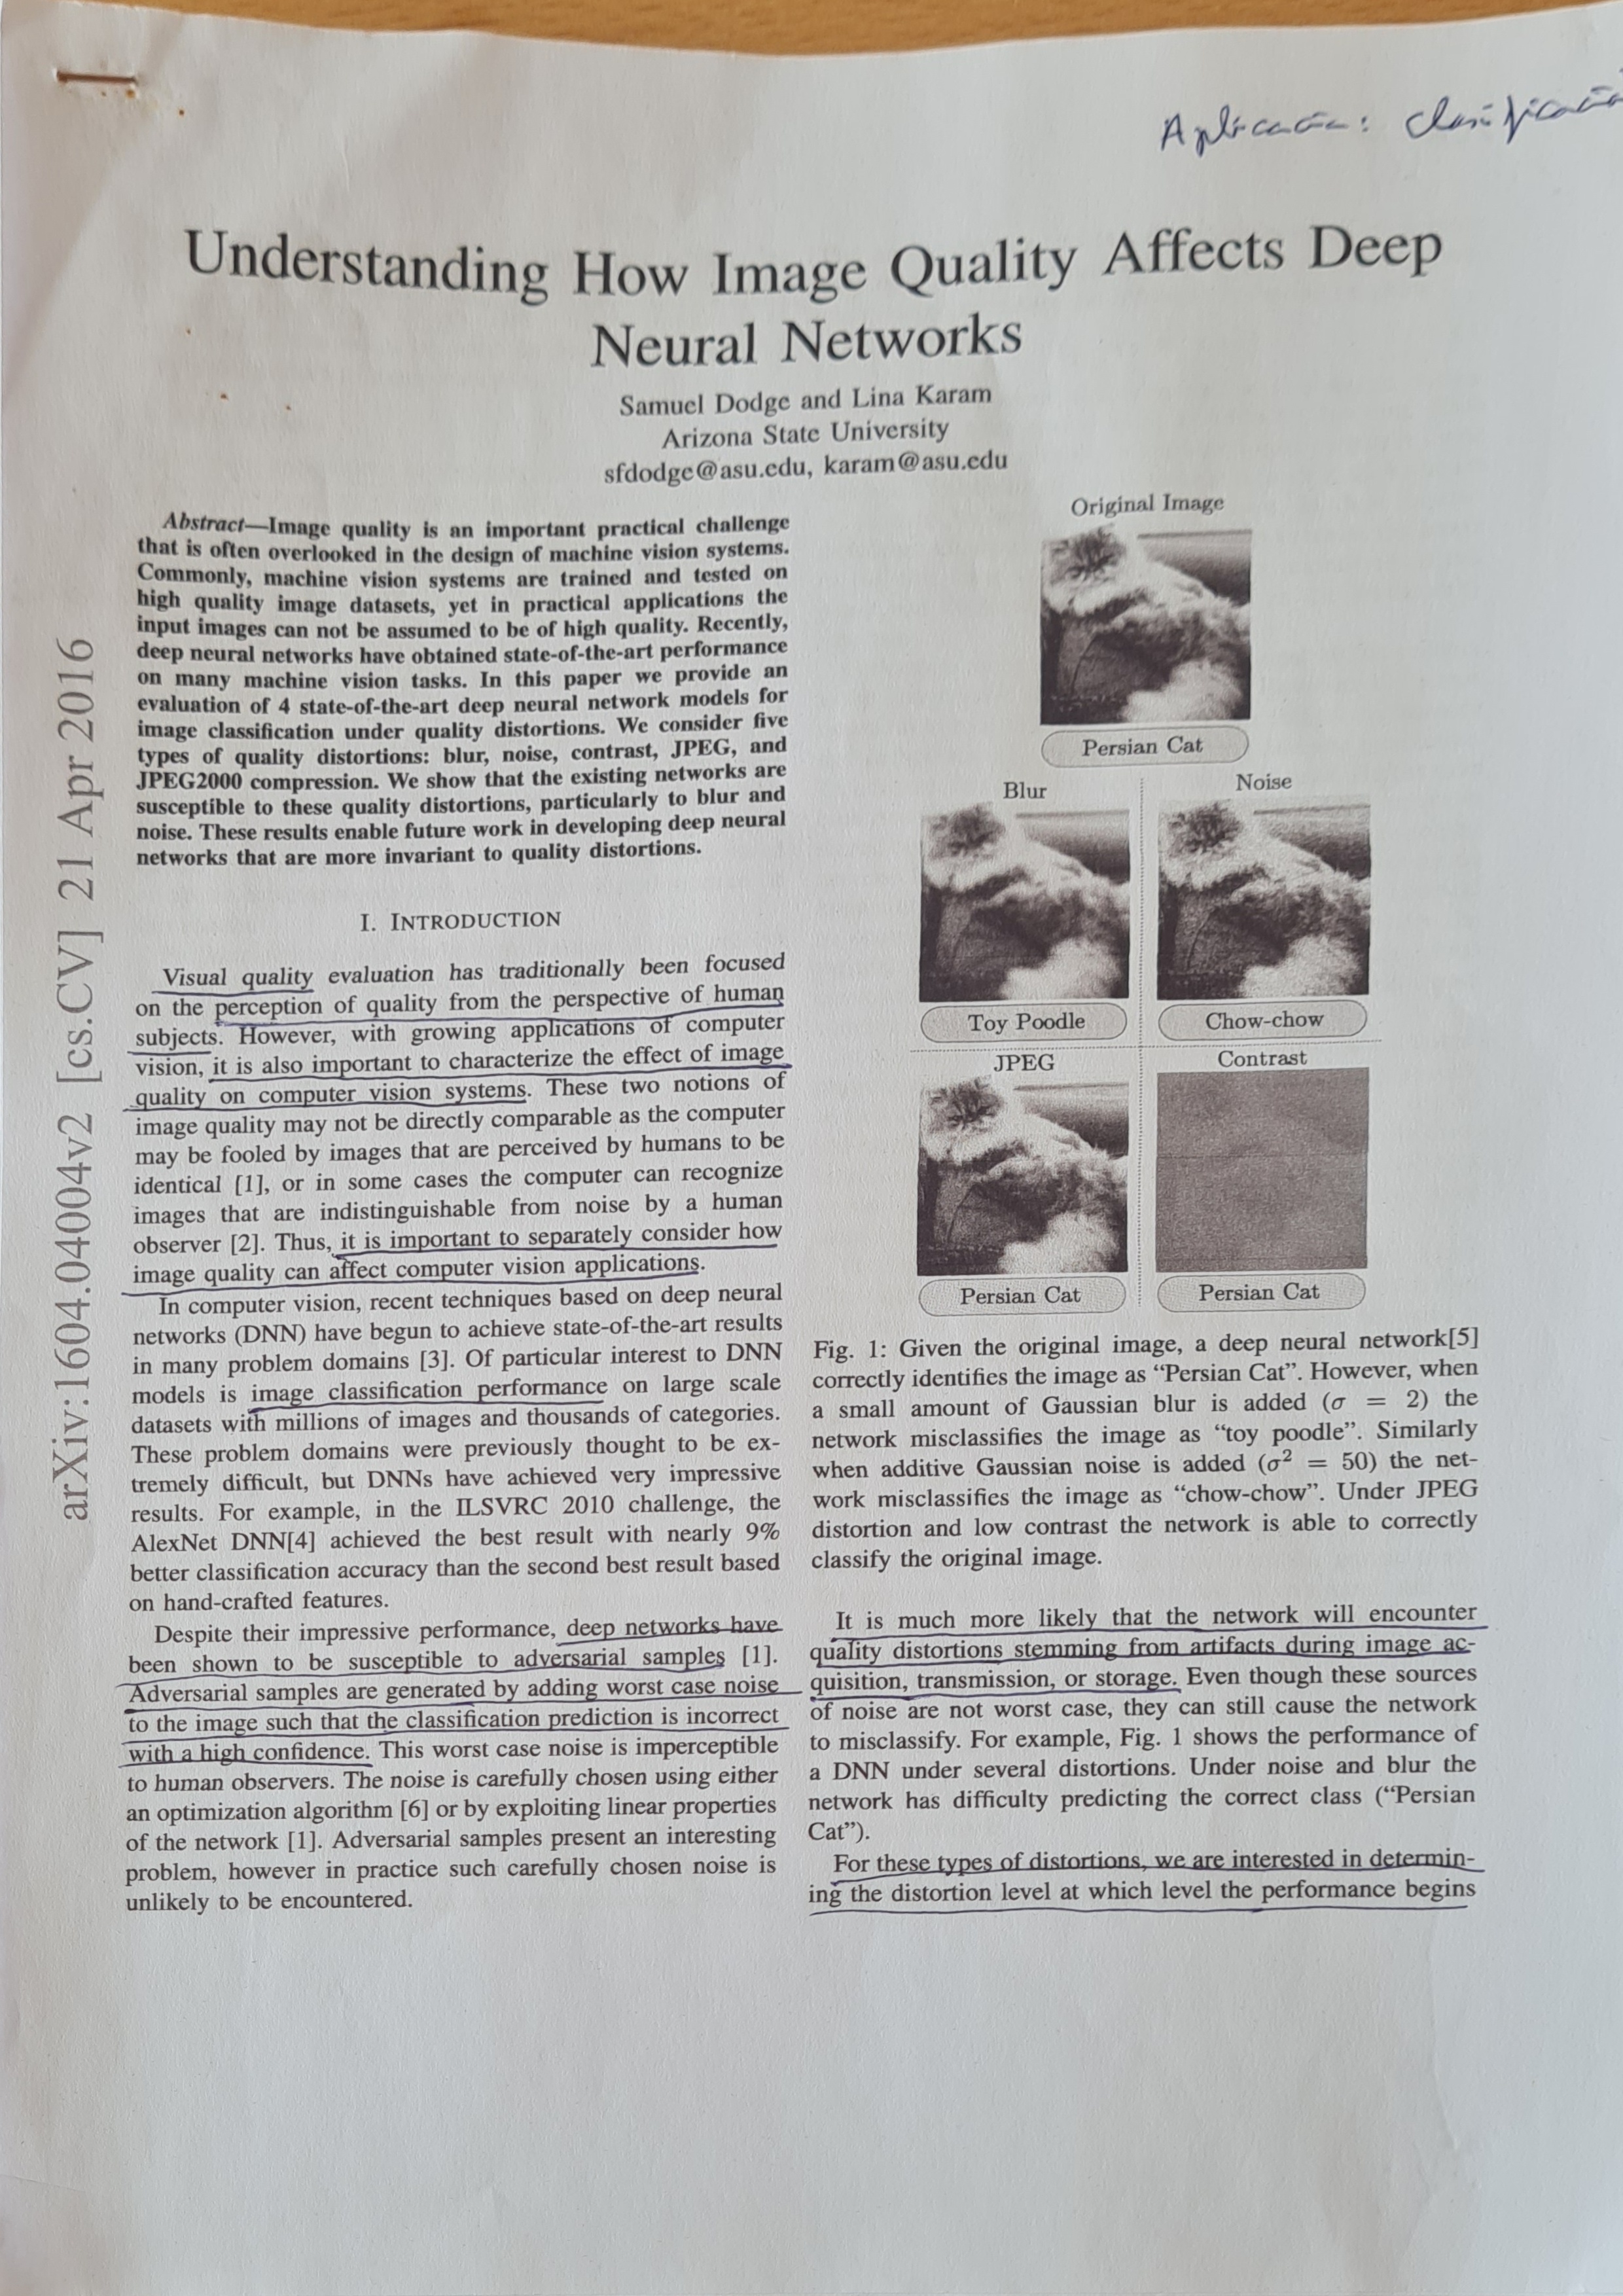 Aplicación: Clasificación
Understanding How Image Quality Affects Deep
Neural Networks
Samuel Dodge and Lina Karam
Arizona State University
sfdodge@asu.edu, karam@asu.edu
arXiv:1604.04004v2 [cs.CV] 21 Apr 2016
Abstract—Image quality is an important practical challenge
that is often overlooked in the design of machine vision systems.
Commonly, machine vision systems are trained and tested on
high quality image datasets, yet in practical applications the
input images can not be assumed to be of high quality. Recently,
deep neural networks have obtained state-of-the-art performance
on many machine vision tasks. In this paper we provide an
evaluation of 4 state-of-the-art deep neural network models for
image classification under quality distortions. We consider five
types of quality distortions: blur, noise, contrast, JPEG, and
JPEG2000 compression. We show that the existing networks are
susceptible to these quality distortions, particularly to blur and
noise. These results enable future work in developing deep neural
networks that are more invariant to quality distortions.
I. INTRODUCTION
Visual quality evaluation has traditionally been focused
on the perception of quality from the perspective of human
subjects. However, with growing applications of computer
vision, it is also important to characterize the effect of image
quality on computer vision systems. These two notions of
image quality may not be directly comparable as the computer
may be fooled by images that are perceived by humans to be
identical [1], or in some cases the computer can recognize
images that are indistinguishable from noise by a human
observer [2]. Thus, it is important to separately consider how
image quality can affect computer vision applications.
In computer vision, recent techniques based on deep neural
networks (DNN) have begun to achieve state-of-the-art results
in many problem domains [3]. Of particular interest to DNN
models is image classification performance on large scale
datasets with millions of images and thousands of categories.
These problem domains were previously thought to be ex-
tremely difficult, but DNNs have achieved very impressive
results. For example, in the ILSVRC 2010 challenge, the
AlexNet DNN[4] achieved the best result with nearly 9%
better classification accuracy than the second best result based
on hand-crafted features.
Despite their impressive performance, deep networks have
been shown to be susceptible to adversarial samples [1].
Adversarial samples are generated by adding worst case noise
to the image such that the classification prediction is incorrect
with a high confidence. This worst case noise is imperceptible
to human observers. The noise is carefully chosen using either
an optimization algorithm [6] or by exploiting linear properties
of the network [1]. Adversarial samples present an interesting
problem, however in practice such carefully chosen noise is
unlikely to be encountered.
Original Image
Persian Cat
Blur
Noise
Toy Poodle
Chow-chow
JPEG
Contrast
Persian Cat
Persian Cat
Fig. 1: Given the original image, a deep neural network[5]
correctly identifies the image as “Persian Cat”. However, when
a small amount of Gaussian blur is added (σ = 2) the
network misclassifies the image as “toy poodle”. Similarly
when additive Gaussian noise is added (σ² = 50) the net-
work misclassifies the image as “chow-chow”. Under JPEG
distortion and low contrast the network is able to correctly
classify the original image.
It is much more likely that the network will encounter
quality distortions stemming from artifacts during image ac-
quisition, transmission, or storage. Even though these sources
of noise are not worst case, they can still cause the network
to misclassify. For example, Fig. 1 shows the performance of
a DNN under several distortions. Under noise and blur the
network has difficulty predicting the correct class (“Persian
Cat”).
For these types of distortions, we are interested in determin-
ing the distortion level at which level the performance begins